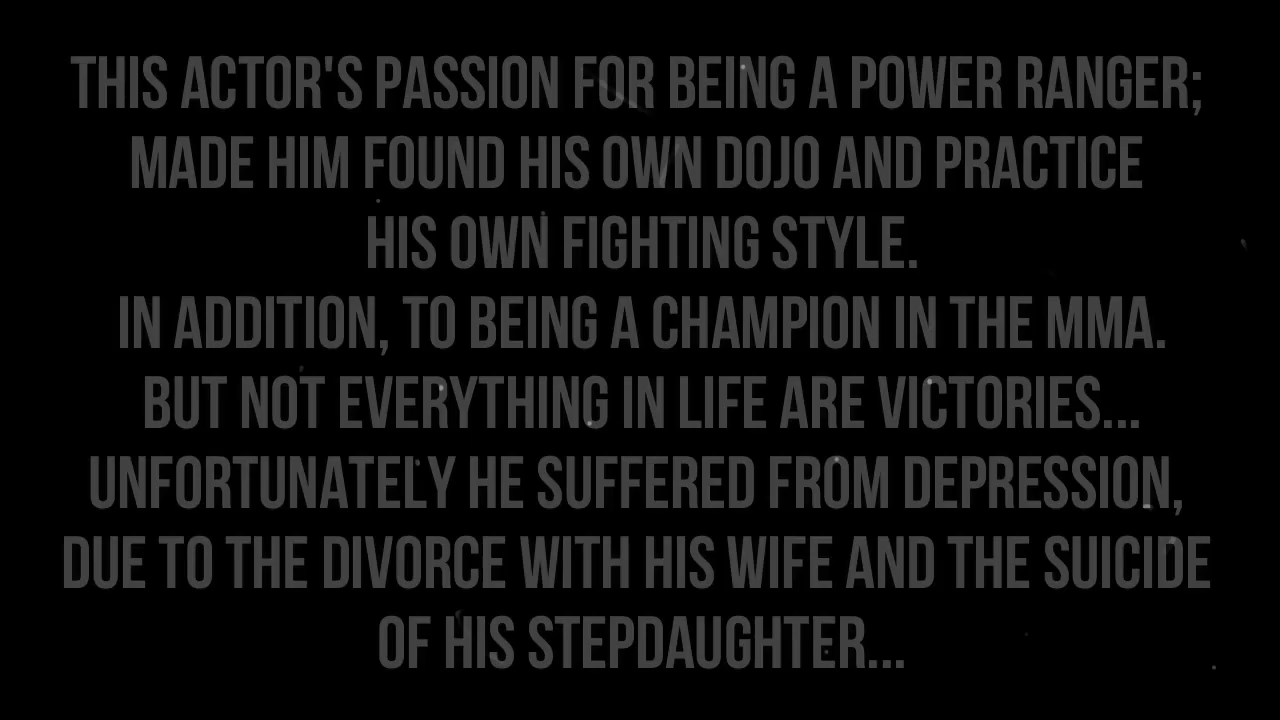 THIS ACTOR'S PASSION FOR BEING A POWER RANGER;
MADE HIM FOUND HIS OWN DOJO AND PRACTICE
HIS OWN FIGHTING STYLE.
IN ADDITION, TO BEING A CHAMPION IN THE MMA.
BUT NOT EVERYTHING IN LIFE ARE VICTORIES...
UNFORTUNATELY HE SUFFERED FROM DEPRESSION,
DUE TO THE DIVORCE WITH HIS WIFE AND THE SUICIDE
OF HIS STEPDAUGHTER...